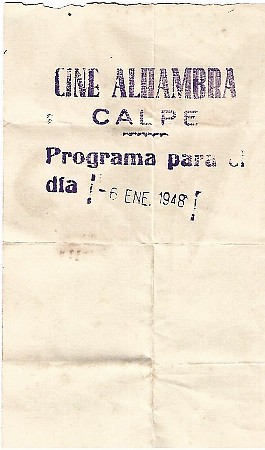 CINE ALHAMBRA
CALPE
Programa para el
día -6 ENE. 1948